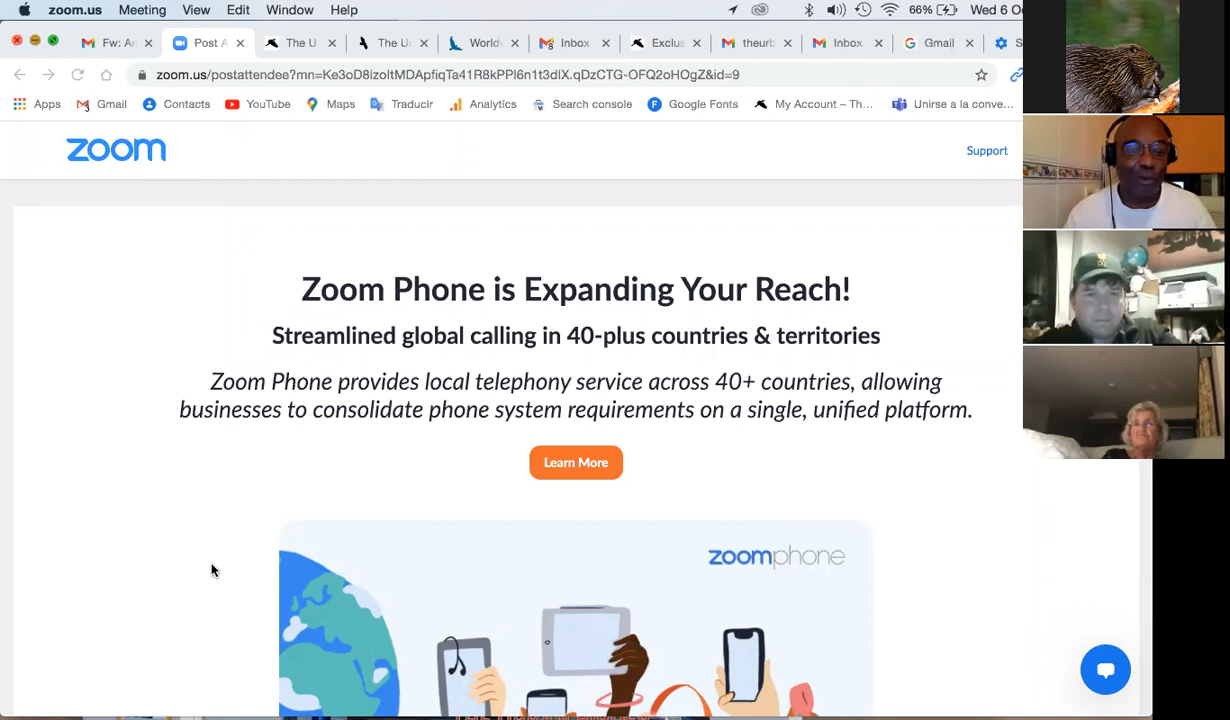 zoom.us Meeting View Edit Window Help 66% Wed 6 O
Fw: An Post A The U The U World Inbox Exclus theurb Inbox Gmail S
zoom.us/postattendee?mn=Ke3oD8izoltMDApfiqTa41R8kPPl6n1t3dlX.qDzCTG-OFQ2oHOgZ&id=9
Apps Gmail Contacts YouTube Maps Traducir Analytics Search console Google Fonts My Account – Th… Unirse a la conve…
zoom Support
Zoom Phone is Expanding Your Reach!
Streamlined global calling in 40-plus countries & territories
Zoom Phone provides local telephony service across 40+ countries, allowing
businesses to consolidate phone system requirements on a single, unified platform.
Learn More
zoomphone